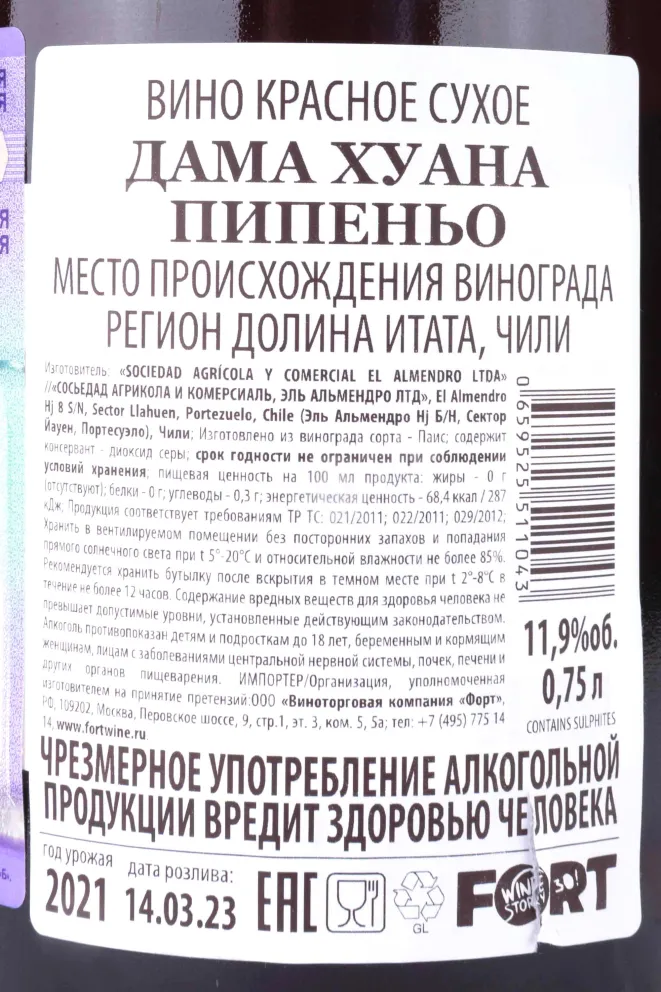 ВИНО КРАСНОЕ СУХОЕ
ДАМА ХУАНА
ПИПЕНЬО
МЕСТО ПРОИСХОЖДЕНИЯ ВИНОГРАДА
РЕГИОН ДОЛИНА ИТАТА, ЧИЛИ
Изготовитель: «SOCIEDAD AGRÍCOLA Y COMERCIAL EL ALMENDRO LTDA»
//«СОСЬЕДАД АГРИКОЛА И КОМЕРСИАЛЬ, ЭЛЬ АЛЬМЕНДРО ЛТД», El Almendro
Hj 8 S/N, Sector Llahuen, Portezuelo, Chile (Эль Альмендро Hj Б/Н, Сектор
Йауен, Портесуэло), Чили; Изготовлено из винограда сорта - Паис; содержит
консервант - диоксид серы; срок годности не ограничен при соблюдении
условий хранения; пищевая ценность на 100 мл продукта: жиры - 0 г
(отсутствуют); белки - 0 г; углеводы - 0,3 г; энергетическая ценность - 68,4 ккал / 287
кДж. Продукция соответствует требованиям ТР ТС: 021/2011; 022/2011; 029/2012;
Хранить в вентилируемом помещении без посторонних запахов и попадания
прямого солнечного света при t 5°-20°С и относительной влажности не более 85%.
Рекомендуется хранить бутылку после вскрытия в темном месте при t 2°-8°С в
течение не более 12 часов. Содержание вредных веществ для здоровья человека не
превышает допустимые уровни, установленные действующим законодательством.
Алкоголь противопоказан детям и подросткам до 18 лет, беременным и кормящим
женщинам, лицам с заболеваниями центральной нервной системы, почек, печени и
других органов пищеварения. ИМПОРТЕР/Организация, уполномоченная
изготовителем на принятие претензий:ООО «Виноторговая компания «Форт»,
РФ, 109202, Москва, Перовское шоссе, 9, стр.1, эт. 3, ком. 5, 5а; тел: +7 (495) 775 14
14, www.fortwine.ru
0 659525 511043
11,9%об.
0,75 л
CONTAINS SULPHITES
ЧРЕЗМЕРНОЕ УПОТРЕБЛЕНИЕ АЛКОГОЛЬНОЙ
ПРОДУКЦИИ ВРЕДИТ ЗДОРОВЬЮ ЧЕЛОВЕКА
год урожая
2021
дата розлива:
14.03.23
EAC
GL
FORT
WINE
STORY